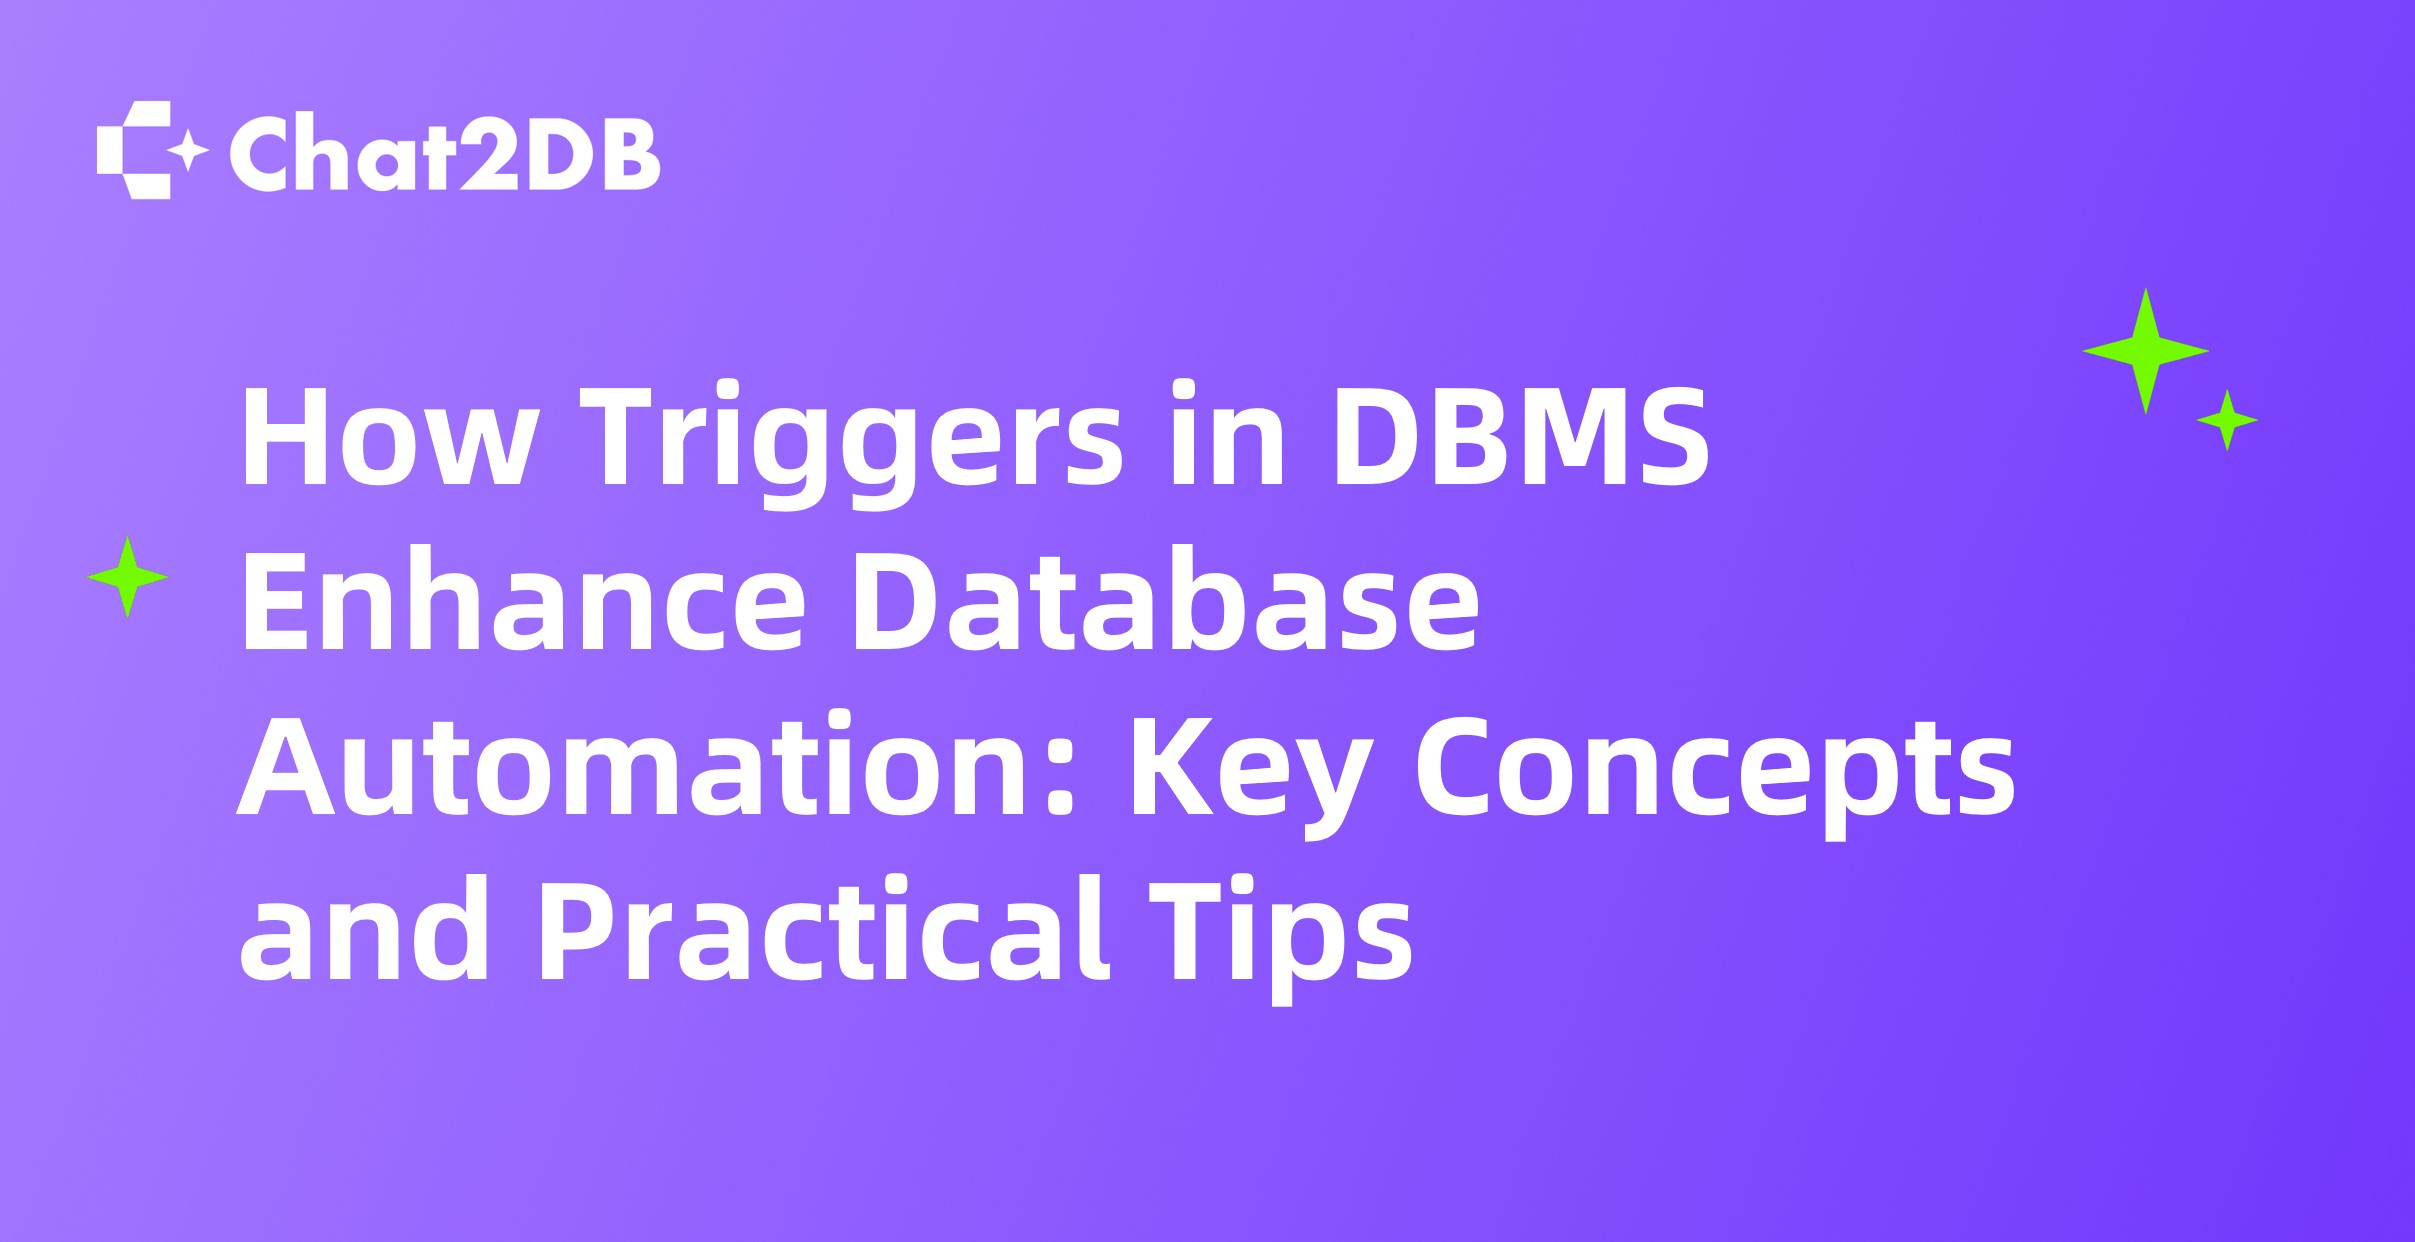 Chat2DB
How Triggers in DBMS
Enhance Database
Automation: Key Concepts
and Practical Tips